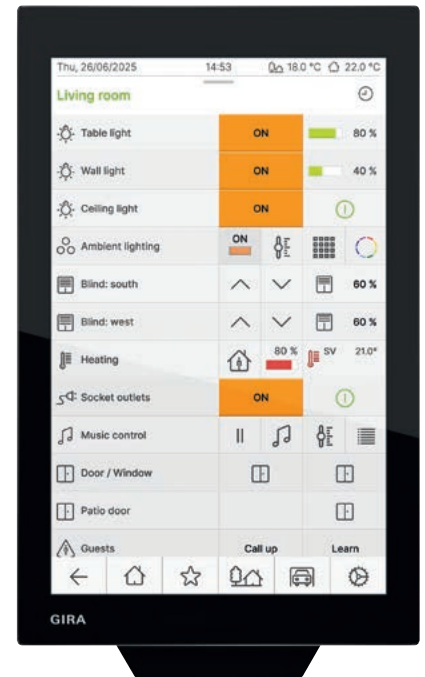 Thu, 26/06/2025 14:53 18.0 °C 22.0 °C
Living room
Table light ON 80 %
Wall light ON 40 %
Ceiling light ON
Ambient lighting ON
Blind: south 60 %
Blind: west 60 %
Heating 80 % SV 21.0°
Socket outlets ON
Music control
Door / Window
Patio door
Guests Call up Learn
GIRA